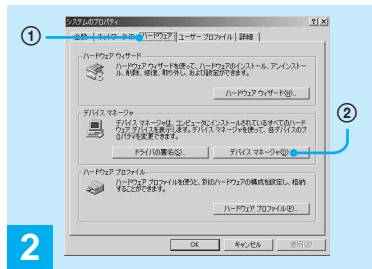 システムのプロパティ
①
全般 ネットワーク ID ハードウェア ユーザー プロファイル 詳細
ハードウェア ウィザード
ハードウェア ウィザードを使って、ハードウェアのインストール、アンインストー
ル、削除、修復、取り外し、および設定ができます。
ハードウェア ウィザード(H)...
デバイス マネージャ
②
デバイス マネージャは、コンピュータにインストールされているすべてのハード
ウェア デバイスを表示します。デバイス マネージャを使って、各デバイスのプ
ロパティを変更できます。
ドライバの署名(S)... デバイス マネージャ(D)...
ハードウェア プロファイル
ハードウェア プロファイルを使うと、別のハードウェアの構成を設定し、格納
することができます。
ハードウェア プロファイル(P)...
2
OK キャンセル 適用(A)